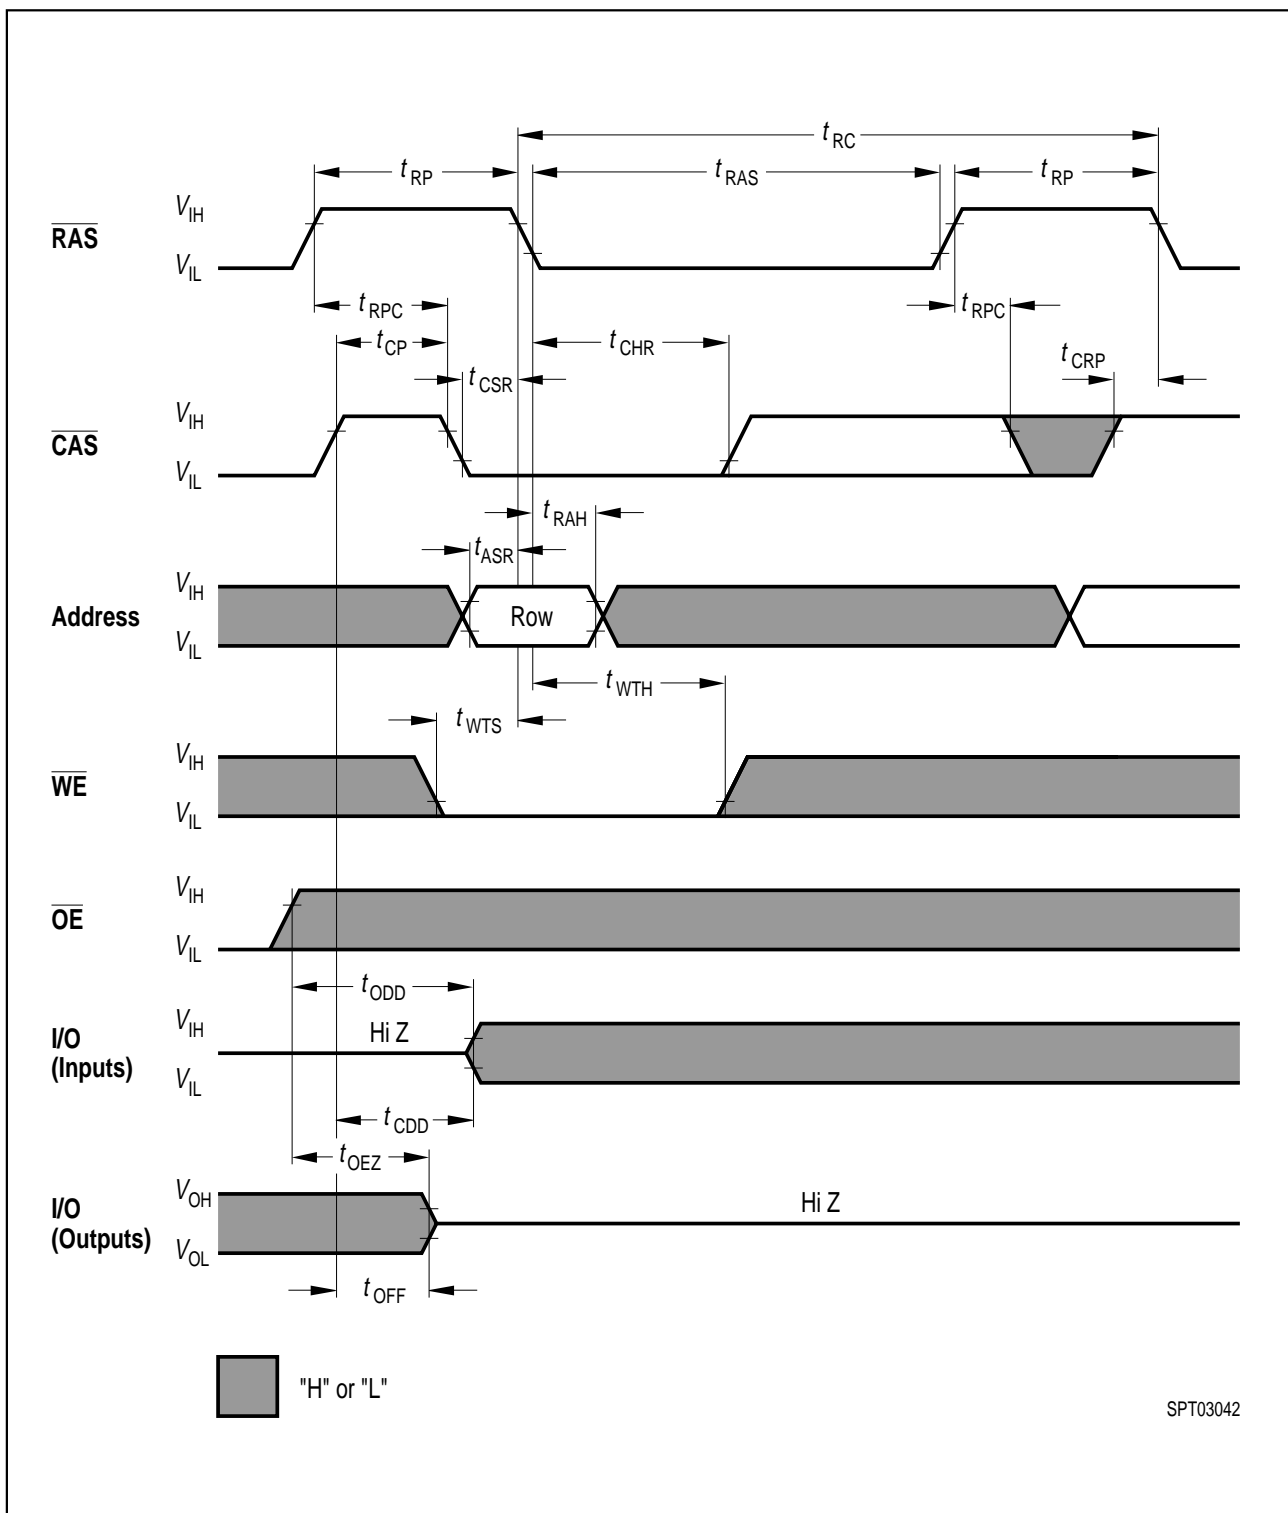 tRC
tRP
tRAS
tRP
VIH
RAS
VIL
tRPC
tRPC
tCP
tCHR
tCRP
tCSR
VIH
CAS
VIL
tRAH
tASR
VIH
Address
Row
VIL
tWTH
tWTS
VIH
WE
VIL
VIH
OE
VIL
tODD
VIH
Hi Z
I/O
(Inputs)
VIL
tCDD
tOEZ
VOH
Hi Z
I/O
(Outputs)
VOL
tOFF
"H" or "L"
SPT03042